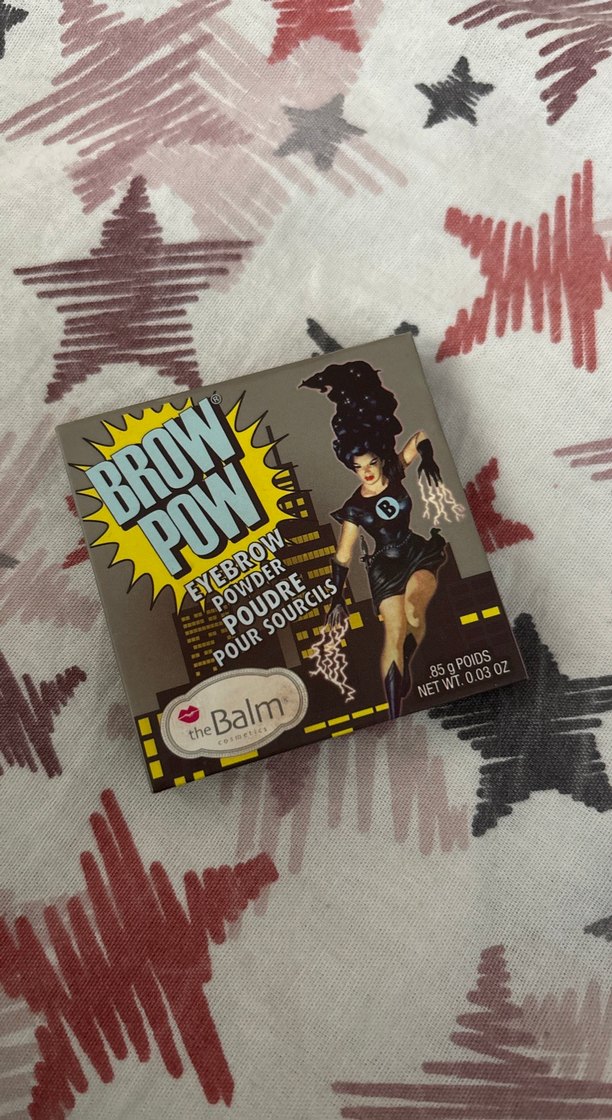 BROW®
POW
EYEBROW
POWDER
POUDRE
POUR SOURCILS
B
theBalm®
cosmetics
.85 g POIDS
NET WT. 0.03 OZ